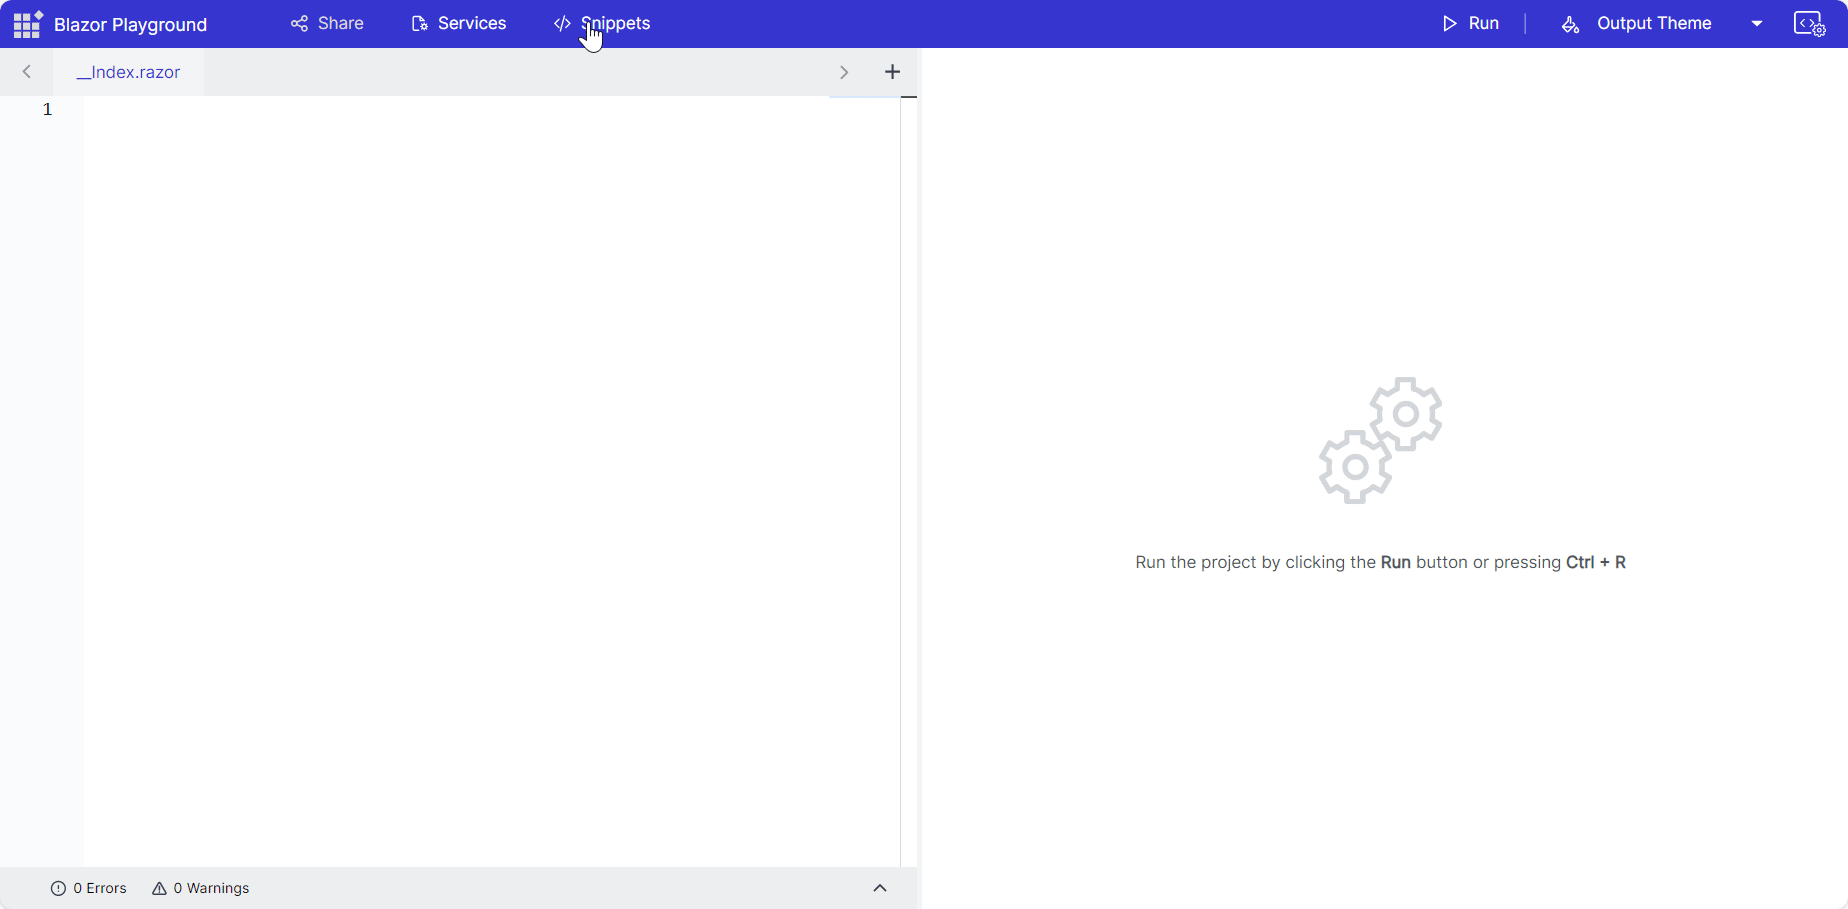 Blazor Playground Share Services Snippets Run Output Theme
__Index.razor
1
Run the project by clicking the Run button or pressing Ctrl + R
0 Errors 0 Warnings